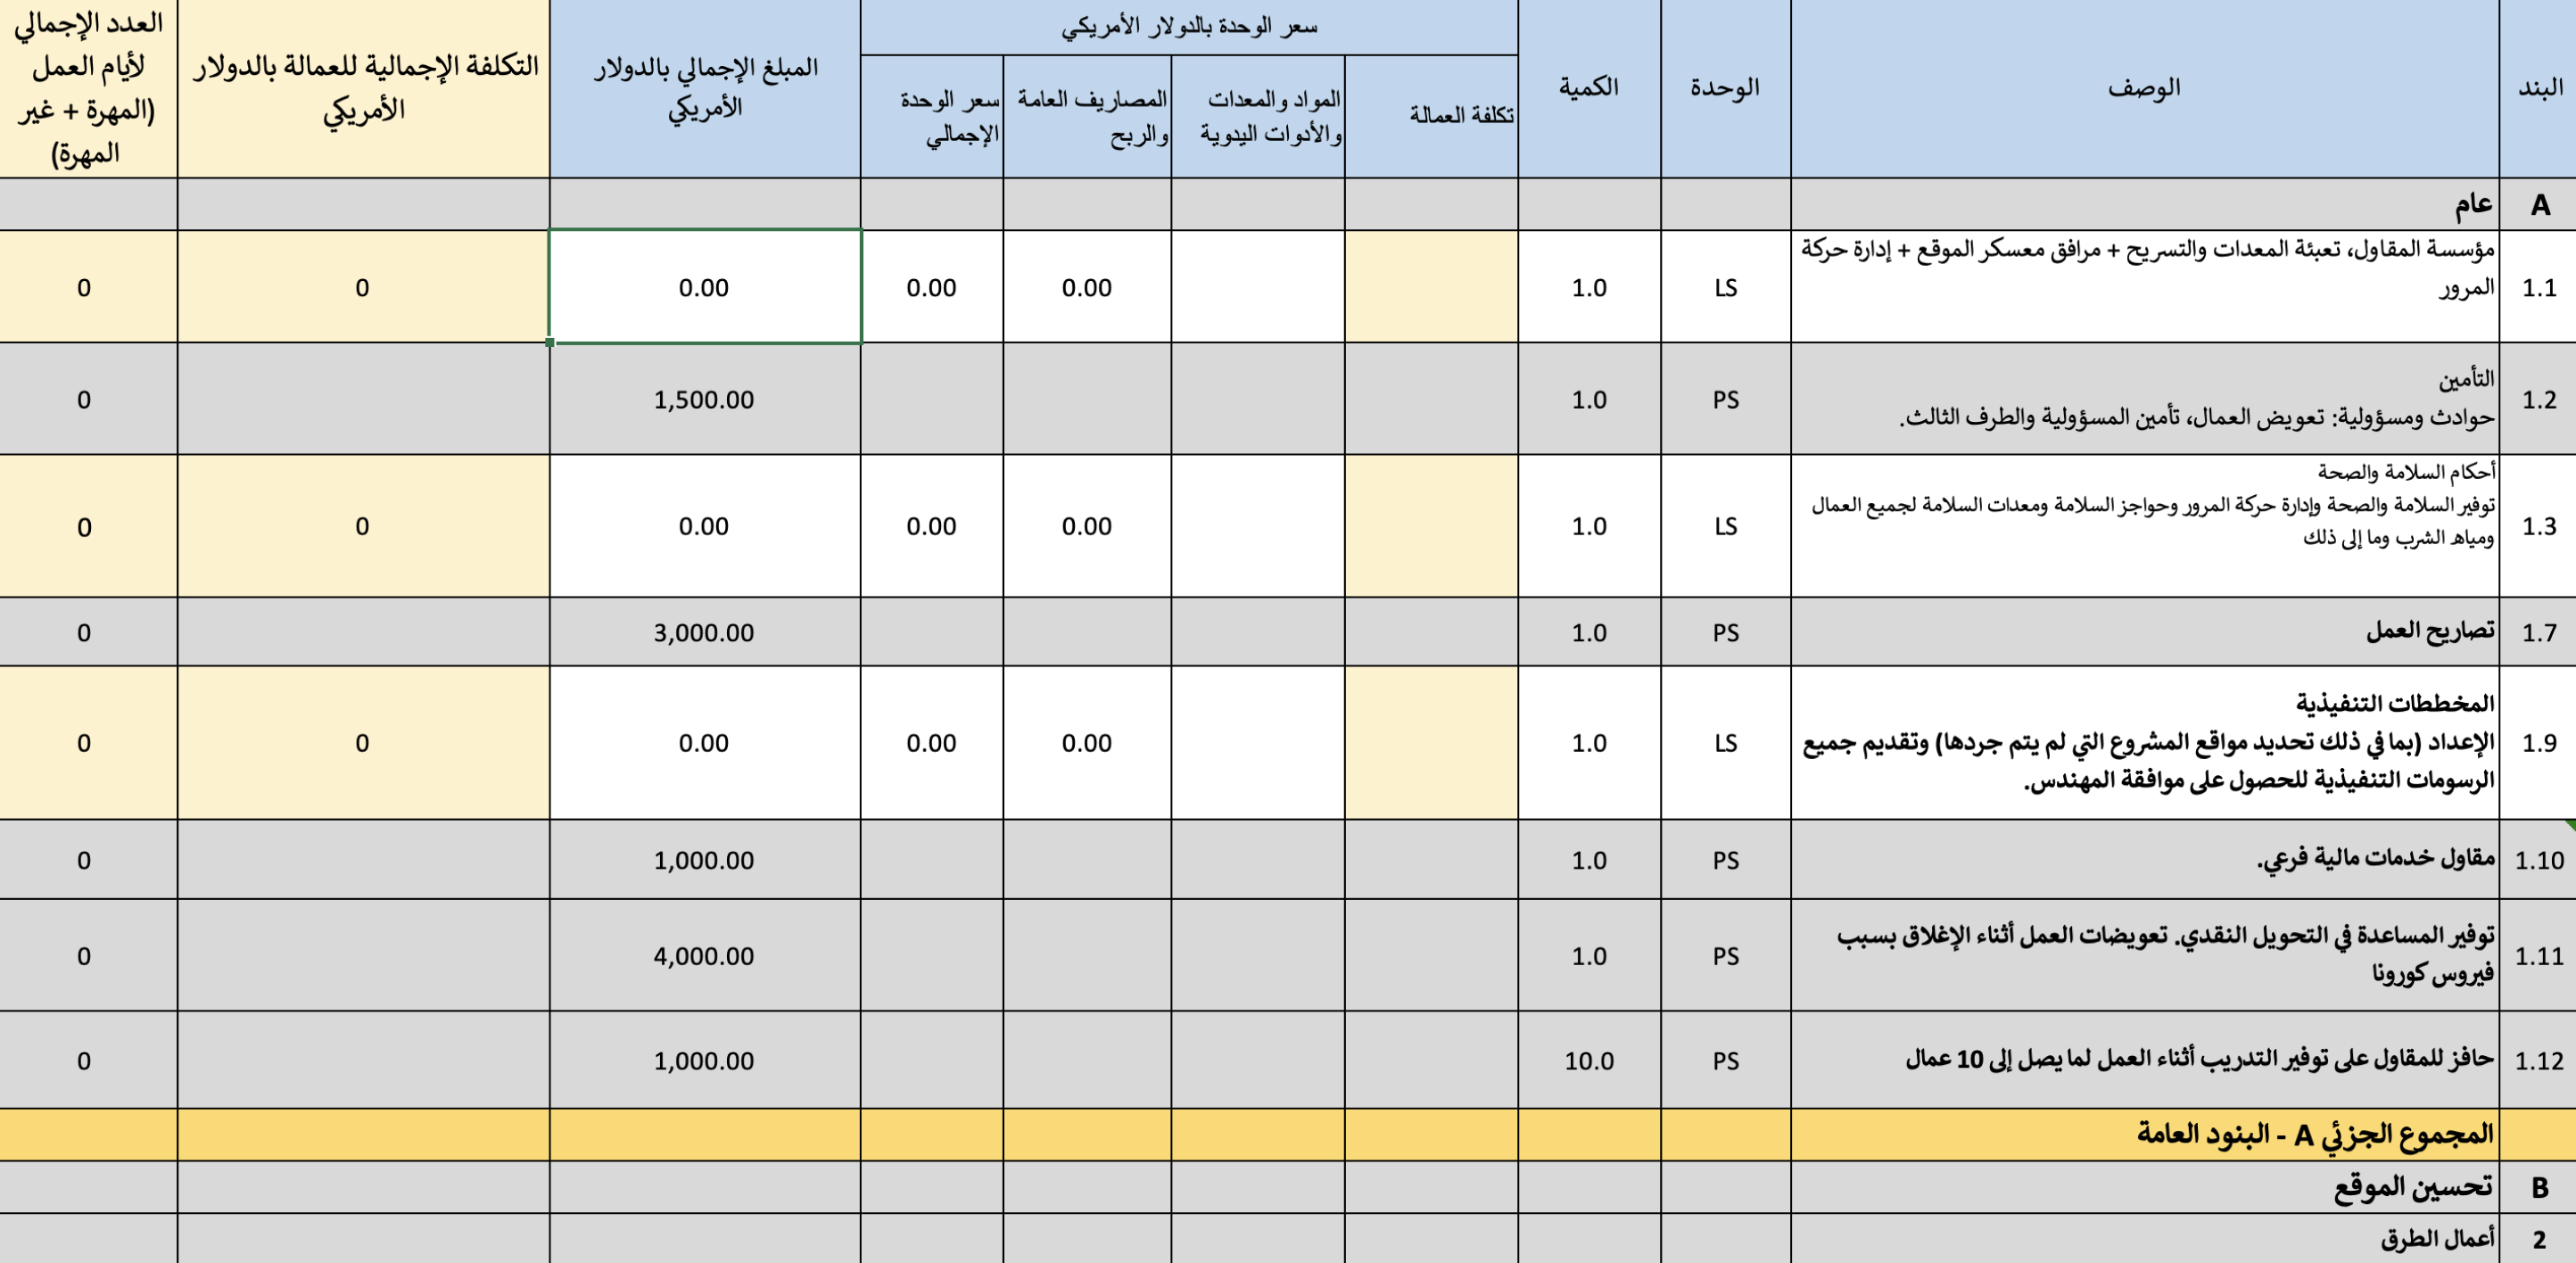 البند
الوصف
الوحدة
الكمية
سعر الوحدة بالدولار الأمريكي
تكلفة العمالة
المواد والمعدات
والأدوات اليدوية
المصاريف العامة
والربح
سعر الوحدة
الإجمالي
المبلغ الإجمالي بالدولار
الأمريكي
التكلفة الإجمالية للعمالة بالدولار
الأمريكي
العدد الإجمالي
لأيام العمل
(المهرة + غير
المهرة)
A عام
1.1 مؤسسة المقاول، تعبئة المعدات والتسريح + مرافق معسكر الموقع + إدارة حركة
المرور
LS 1.0 0.00 0.00 0.00 0 0
1.2 التأمين
حوادث ومسؤولية: تعويض العمال، تأمين المسؤولية والطرف الثالث.
PS 1.0 1,500.00 0
1.3 أحكام السلامة والصحة
توفير السلامة والصحة وإدارة حركة المرور وحواجز السلامة ومعدات السلامة لجميع العمال
ومياه الشرب وما إلى ذلك
LS 1.0 0.00 0.00 0.00 0 0
1.7 تصاريح العمل PS 1.0 3,000.00 0
1.9 المخططات التنفيذية
الإعداد (بما في ذلك تحديد مواقع المشروع التي لم يتم جردها) وتقديم جميع
الرسومات التنفيذية للحصول على موافقة المهندس.
LS 1.0 0.00 0.00 0.00 0 0
1.10 مقاول خدمات مالية فرعي. PS 1.0 1,000.00 0
1.11 توفير المساعدة في التحويل النقدي. تعويضات العمل أثناء الإغلاق بسبب
فيروس كورونا
PS 1.0 4,000.00 0
1.12 حافز للمقاول على توفير التدريب أثناء العمل لما يصل إلى 10 عمال PS 10.0 1,000.00 0
المجموع الجزئي A - البنود العامة
B تحسين الموقع
2 أعمال الطرق